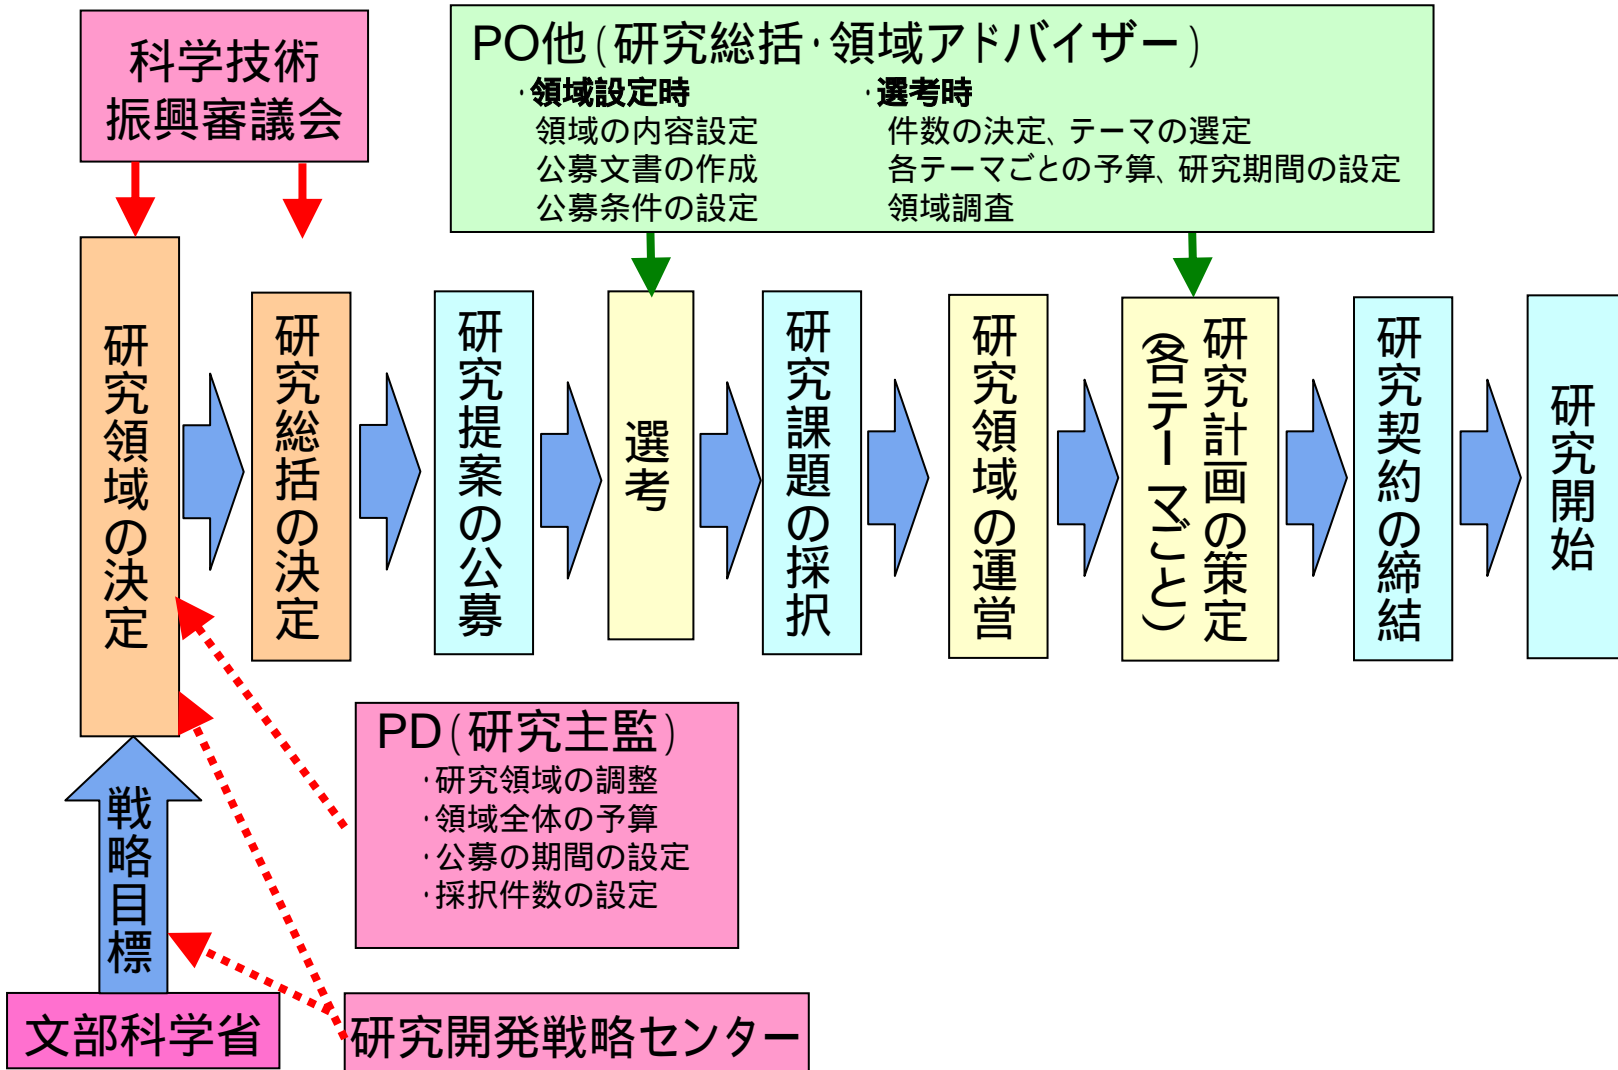 科学技術
振興審議会
PO他(研究総括・領域アドバイザー)
・領域設定時
領域の内容設定
公募文書の作成
公募条件の設定
・選考時
件数の決定、テーマの選定
各テーマごとの予算、研究期間の設定
領域調査
研究領域の決定
研究総括の決定
研究提案の公募
選考
研究課題の採択
研究領域の運営
研究計画の策定
(各テーマごと)
研究契約の締結
研究開始
PD(研究主監)
・研究領域の調整
・領域全体の予算
・公募の期間の設定
・採択件数の設定
戦略目標
文部科学省
研究開発戦略センター